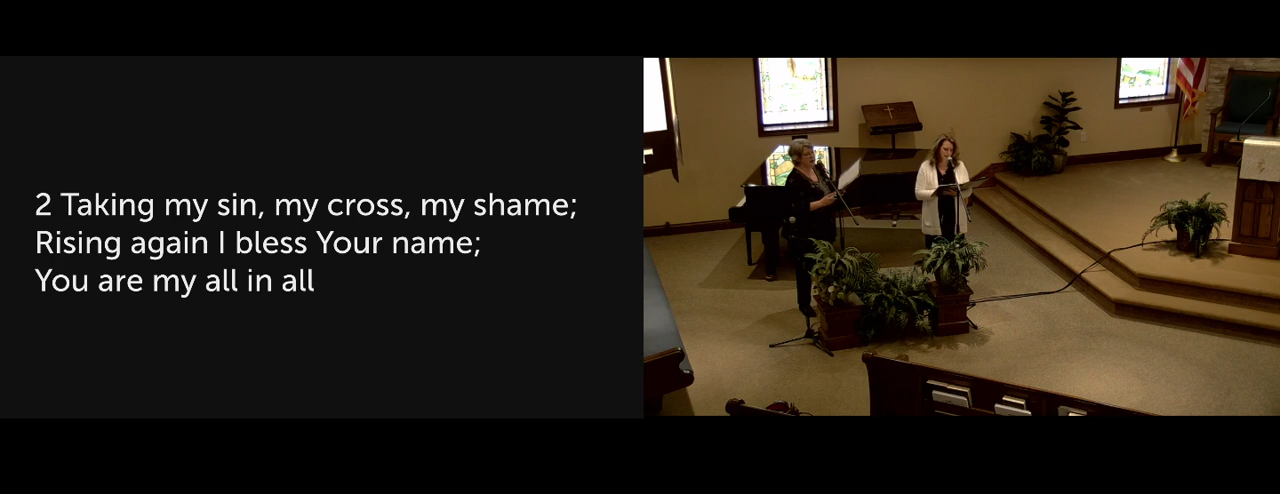 2 Taking my sin, my cross, my shame;
Rising again I bless Your name;
You are my all in all